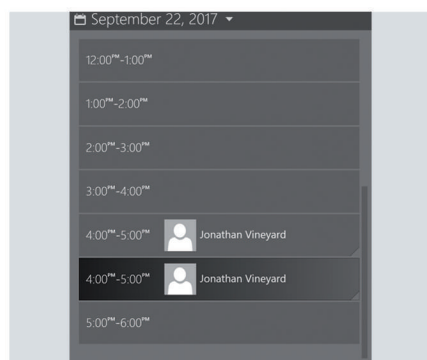 September 22, 2017
12:00PM-1:00PM
1:00PM-2:00PM
2:00PM-3:00PM
3:00PM-4:00PM
4:00PM-5:00PM Jonathan Vineyard
4:00PM-5:00PM Jonathan Vineyard
5:00PM-6:00PM